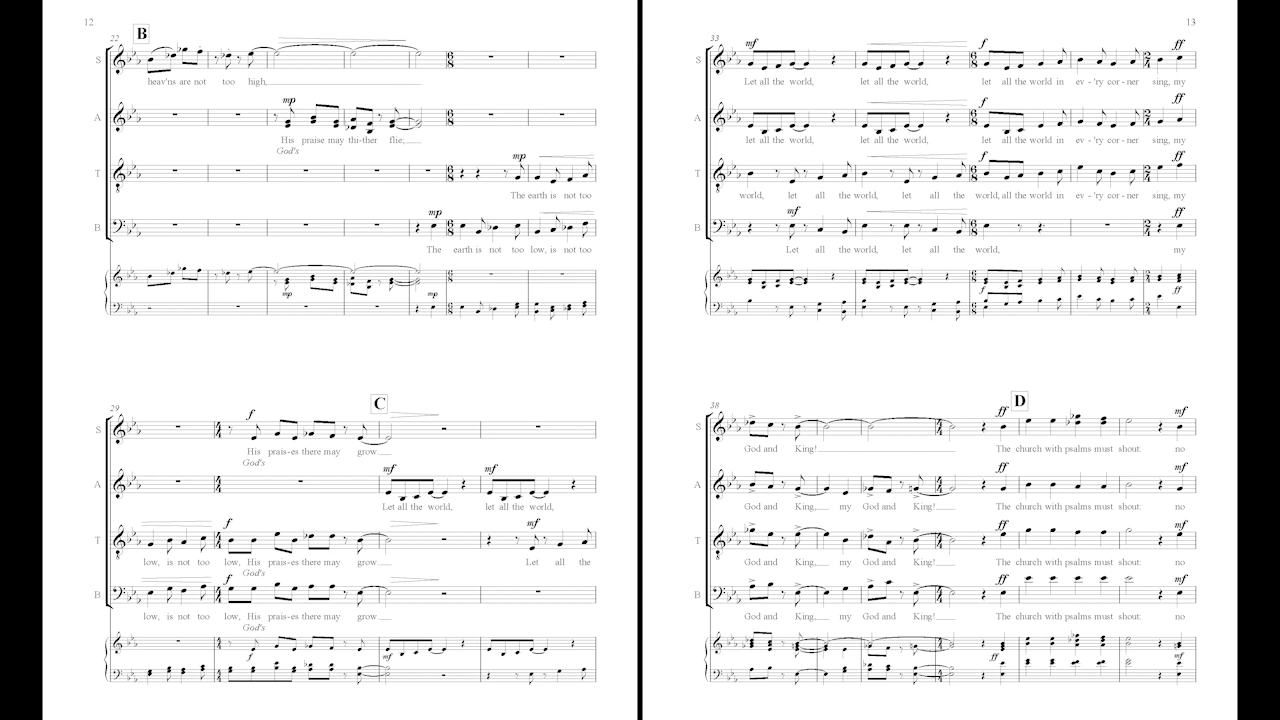 12
B
22
S heav'ns are not too high,
mp
A His praise may thither flie;
God's
mp
T The earth is not too
mp
B The earth is not too low, is not too
mp mp
29
C
f
S His prais-es there may grow
God's
mf mf
A Let all the world, let all the world,
f mf
T low, is not too low, His prais-es there may grow Let all the
God's
f
B low, is not too low, His prais-es there may grow
God's
f mf
13
33
mf f ff
S Let all the world, let all the world, let all the world in ev-'ry cor-ner sing, my
f ff
A let all the world, let all the world, let all the world in ev-'ry cor-ner sing, my
f ff
T world, let all the world, let all the world, all the world in ev-'ry cor-ner sing, my
mf ff
B Let all the world, let all the world, my
f ff
38
D
ff mf
S God and King! The church with psalms must shout: no
ff mf
A God and King, my God and King! The church with psalms must shout: no
ff
T God and King, my God and King! The church with psalms must shout: no
ff mf
B God and King, my God and King! The church with psalms must shout: no
ff mf